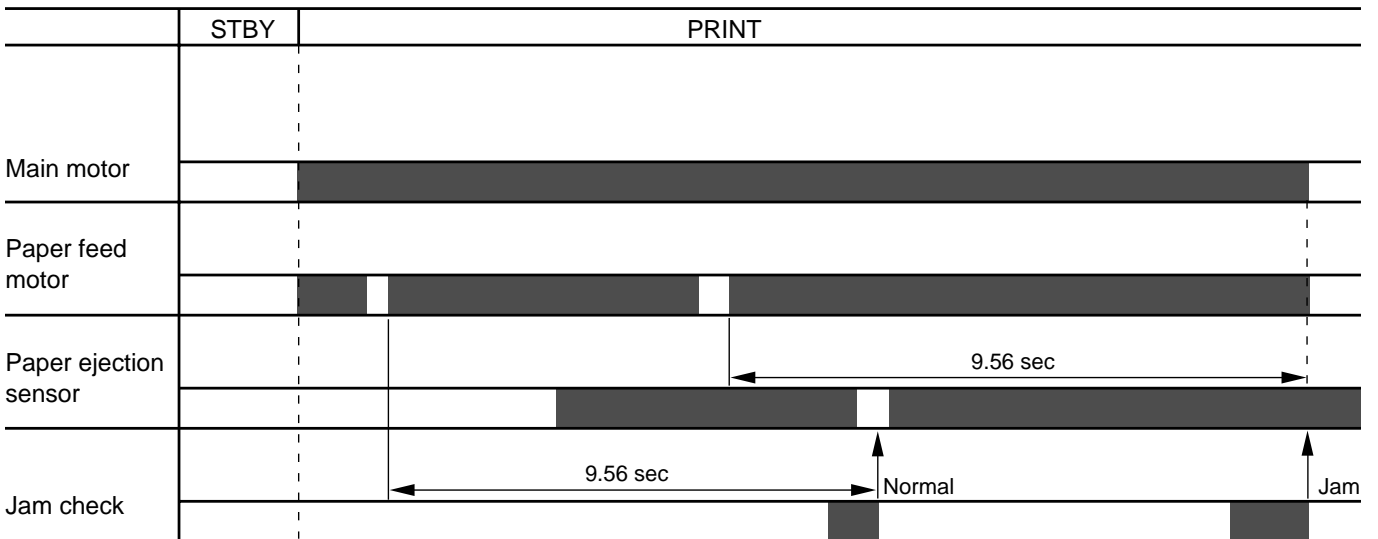 STBY PRINT
Main motor
Paper feed
motor
Paper ejection
sensor
9.56 sec
9.56 sec
Normal
Jam
Jam check